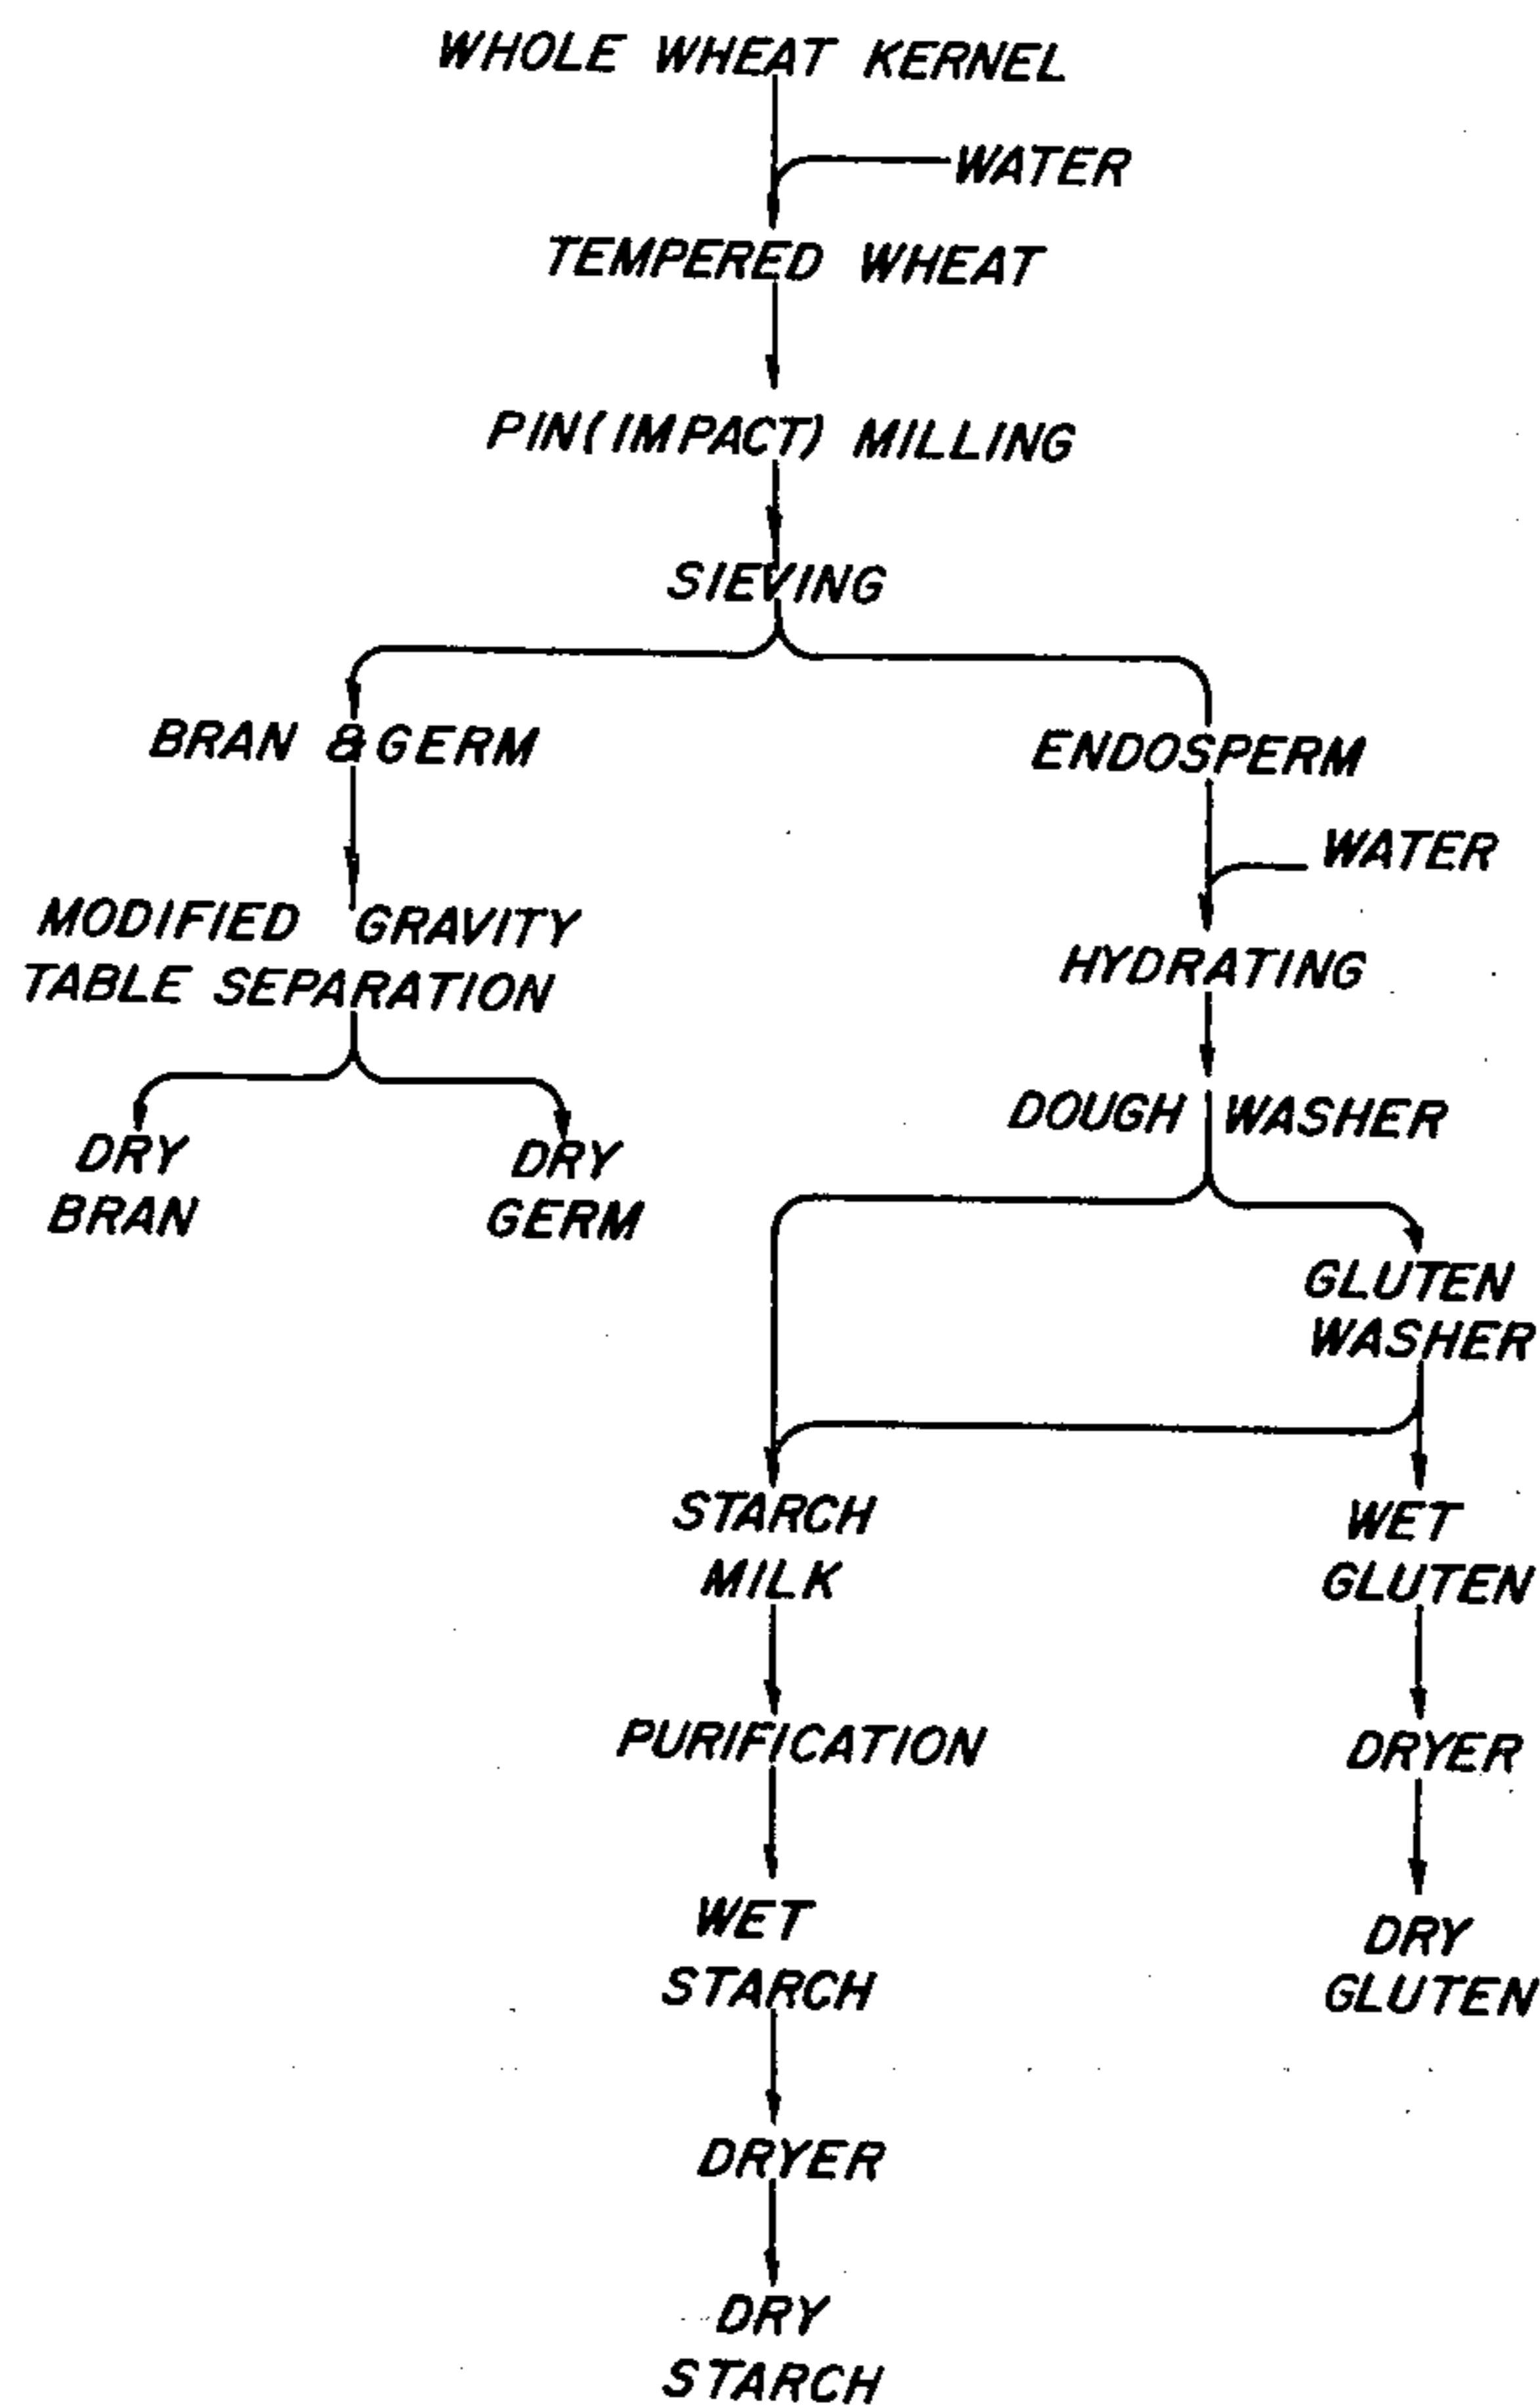 WHOLE WHEAT KERNEL
WATER
TEMPERED WHEAT
PIN(IMPACT) MILLING
SIEVING
BRAN & GERM
ENDOSPERM
WATER
MODIFIED GRAVITY
TABLE SEPARATION
HYDRATING
DOUGH WASHER
DRY
BRAN
DRY
GERM
GLUTEN
WASHER
STARCH
MILK
WET
GLUTEN
PURIFICATION
DRYER
WET
STARCH
DRY
GLUTEN
DRYER
DRY
STARCH